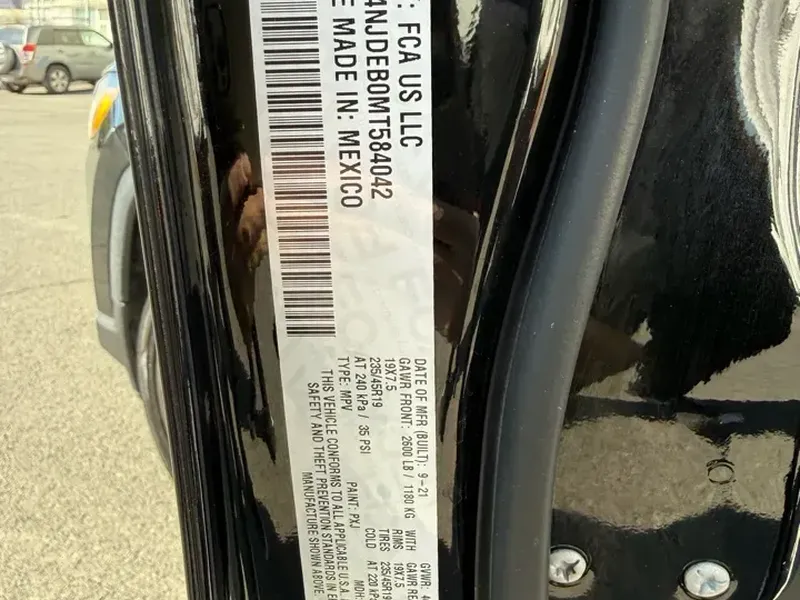 : FCA US LLC
4NJDEB0MT584042
E MADE IN: MEXICO
DATE OF MFR (BUILT): 9-21
GVWR: 4
GAWR FRONT: 2600 LB / 1180 KG
WITH
GAWR RE
19X7.5
RIMS
19X7.5
235/45R19
TIRES
235/45R19
AT 240 kPa / 35 PSI
COLD
AT 220 k
TYPE: MPV
PAINT: PXJ
MDH:
THIS VEHICLE CONFORMS TO ALL APPLICABLE U.S.A.
SAFETY AND THEFT PREVENTION STANDARDS IN
MANUFACTURE SHOWN ABOVE